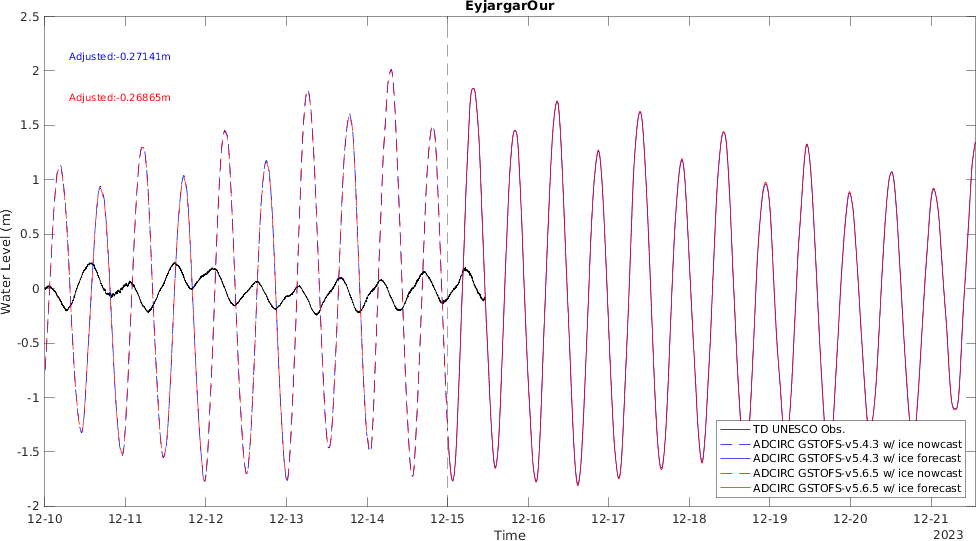 EyjargarOur
2.5
2
1.5
1
0.5
0
-0.5
-1
-1.5
-2
Water Level (m)
Adjusted:-0.27141m
Adjusted:-0.26865m
TD UNESCO Obs.
ADCIRC GSTOFS-v5.4.3 w/ ice nowcast
ADCIRC GSTOFS-v5.4.3 w/ ice forecast
ADCIRC GSTOFS-v5.6.5 w/ ice nowcast
ADCIRC GSTOFS-v5.6.5 w/ ice forecast
12-10 12-11 12-12 12-13 12-14 12-15 12-16 12-17 12-18 12-19 12-20 12-21
Time
2023